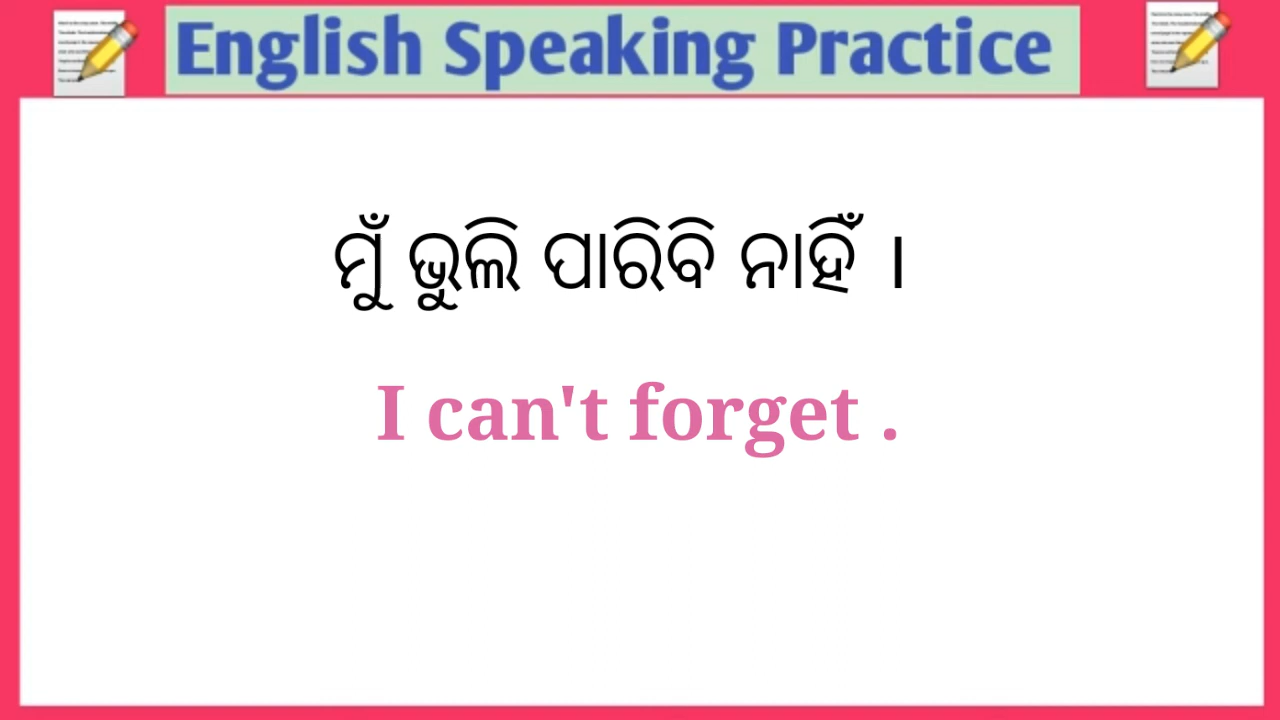 English Speaking Practice
ମୁଁ ଭୁଲି ପାରିବି ନାହିଁ ।
I can't forget .